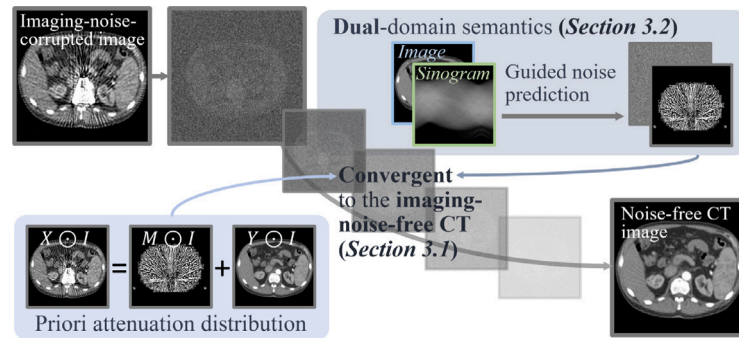 Imaging-noise-
corrupted image
Dual-domain semantics (Section 3.2)
Image
Sinogram
Guided noise
prediction
Convergent
to the imaging-
noise-free CT
(Section 3.1)
X ⊙ I = M ⊙ I + Y ⊙ I
Priori attenuation distribution
Noise-free CT
image